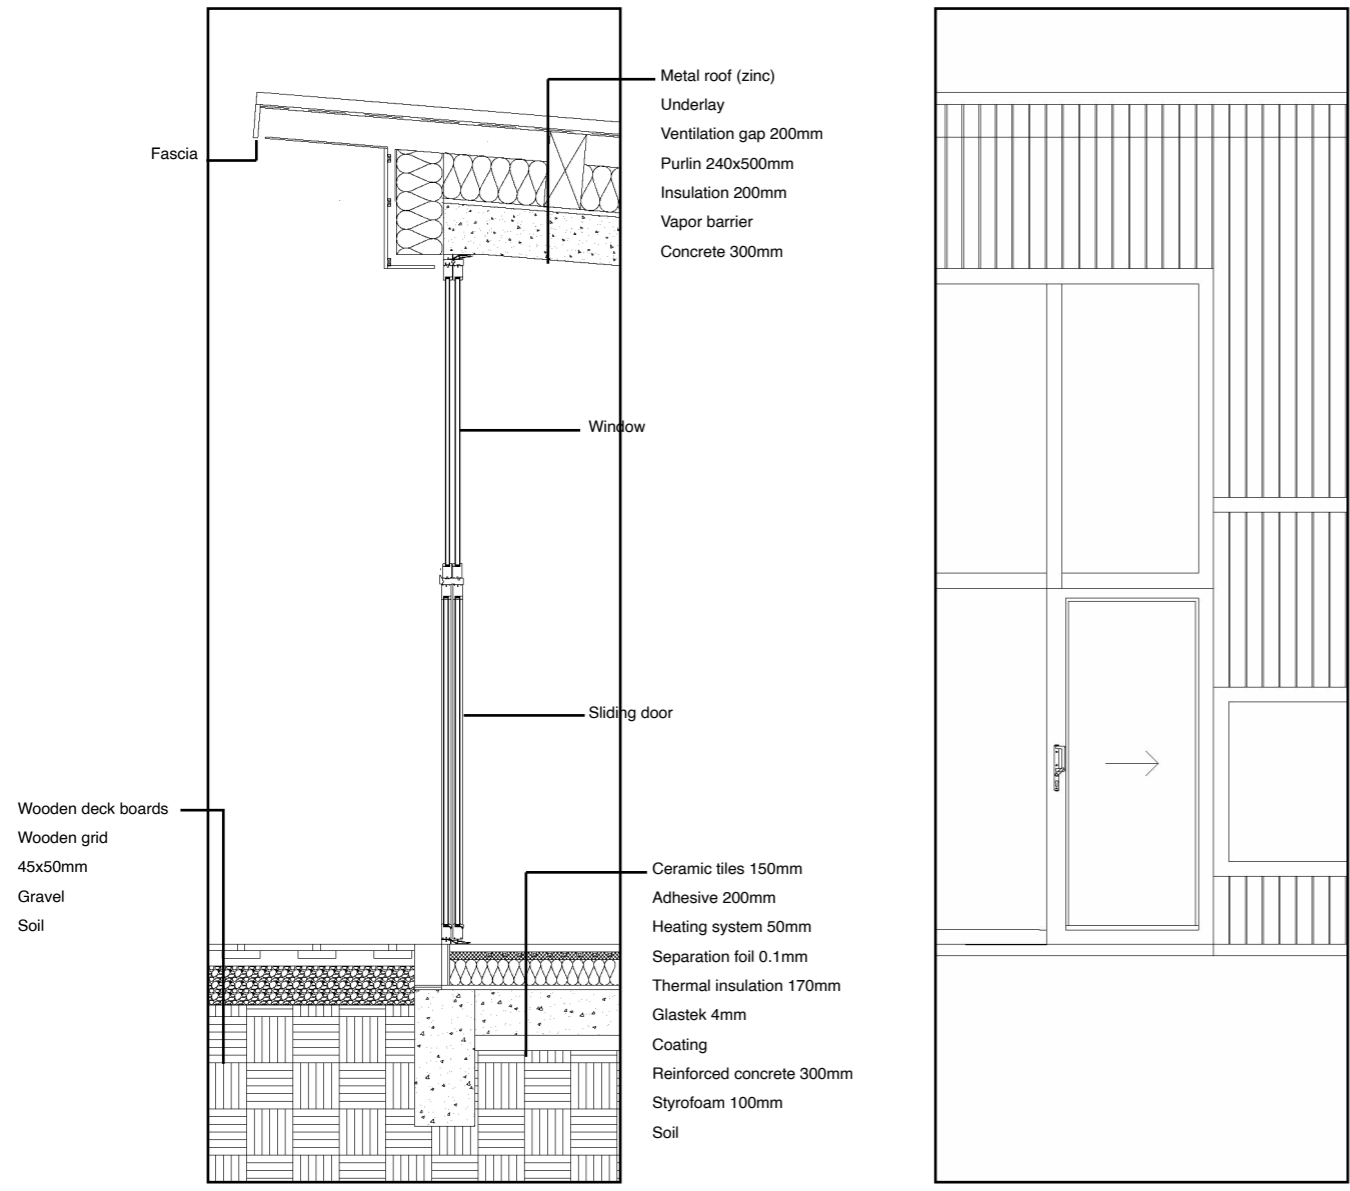 Metal roof (zinc)
Underlay
Ventilation gap 200mm
Purlin 240x500mm
Insulation 200mm
Vapor barrier
Concrete 300mm
Fascia
Window
Sliding door
Wooden deck boards
Wooden grid
45x50mm
Gravel
Soil
Ceramic tiles 150mm
Adhesive 200mm
Heating system 50mm
Separation foil 0.1mm
Thermal insulation 170mm
Glastek 4mm
Coating
Reinforced concrete 300mm
Styrofoam 100mm
Soil